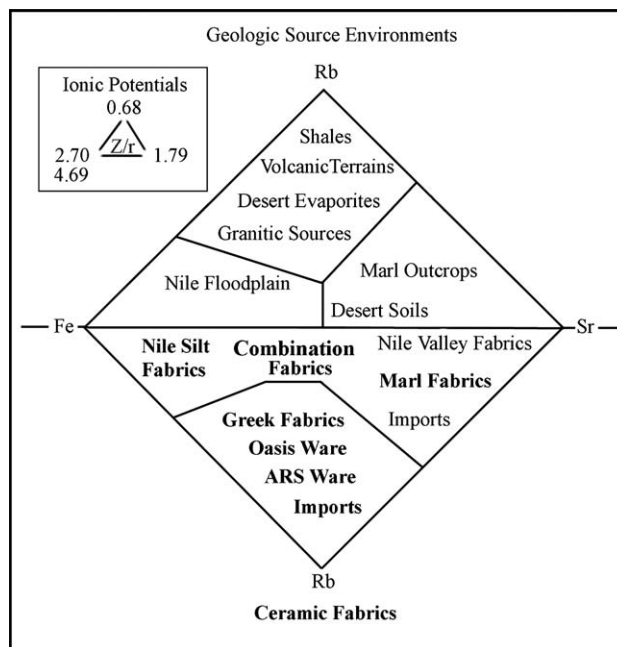 Geologic Source Environments
Rb
Ionic Potentials
0.68
Z/r
2.70
1.79
4.69
Shales
VolcanicTerrains
Desert Evaporites
Granitic Sources
Nile Floodplain
Marl Outcrops
Desert Soils
Fe
Sr
Nile Silt
Fabrics
Combination
Fabrics
Nile Valley Fabrics
Marl Fabrics
Imports
Greek Fabrics
Oasis Ware
ARS Ware
Imports
Rb
Ceramic Fabrics